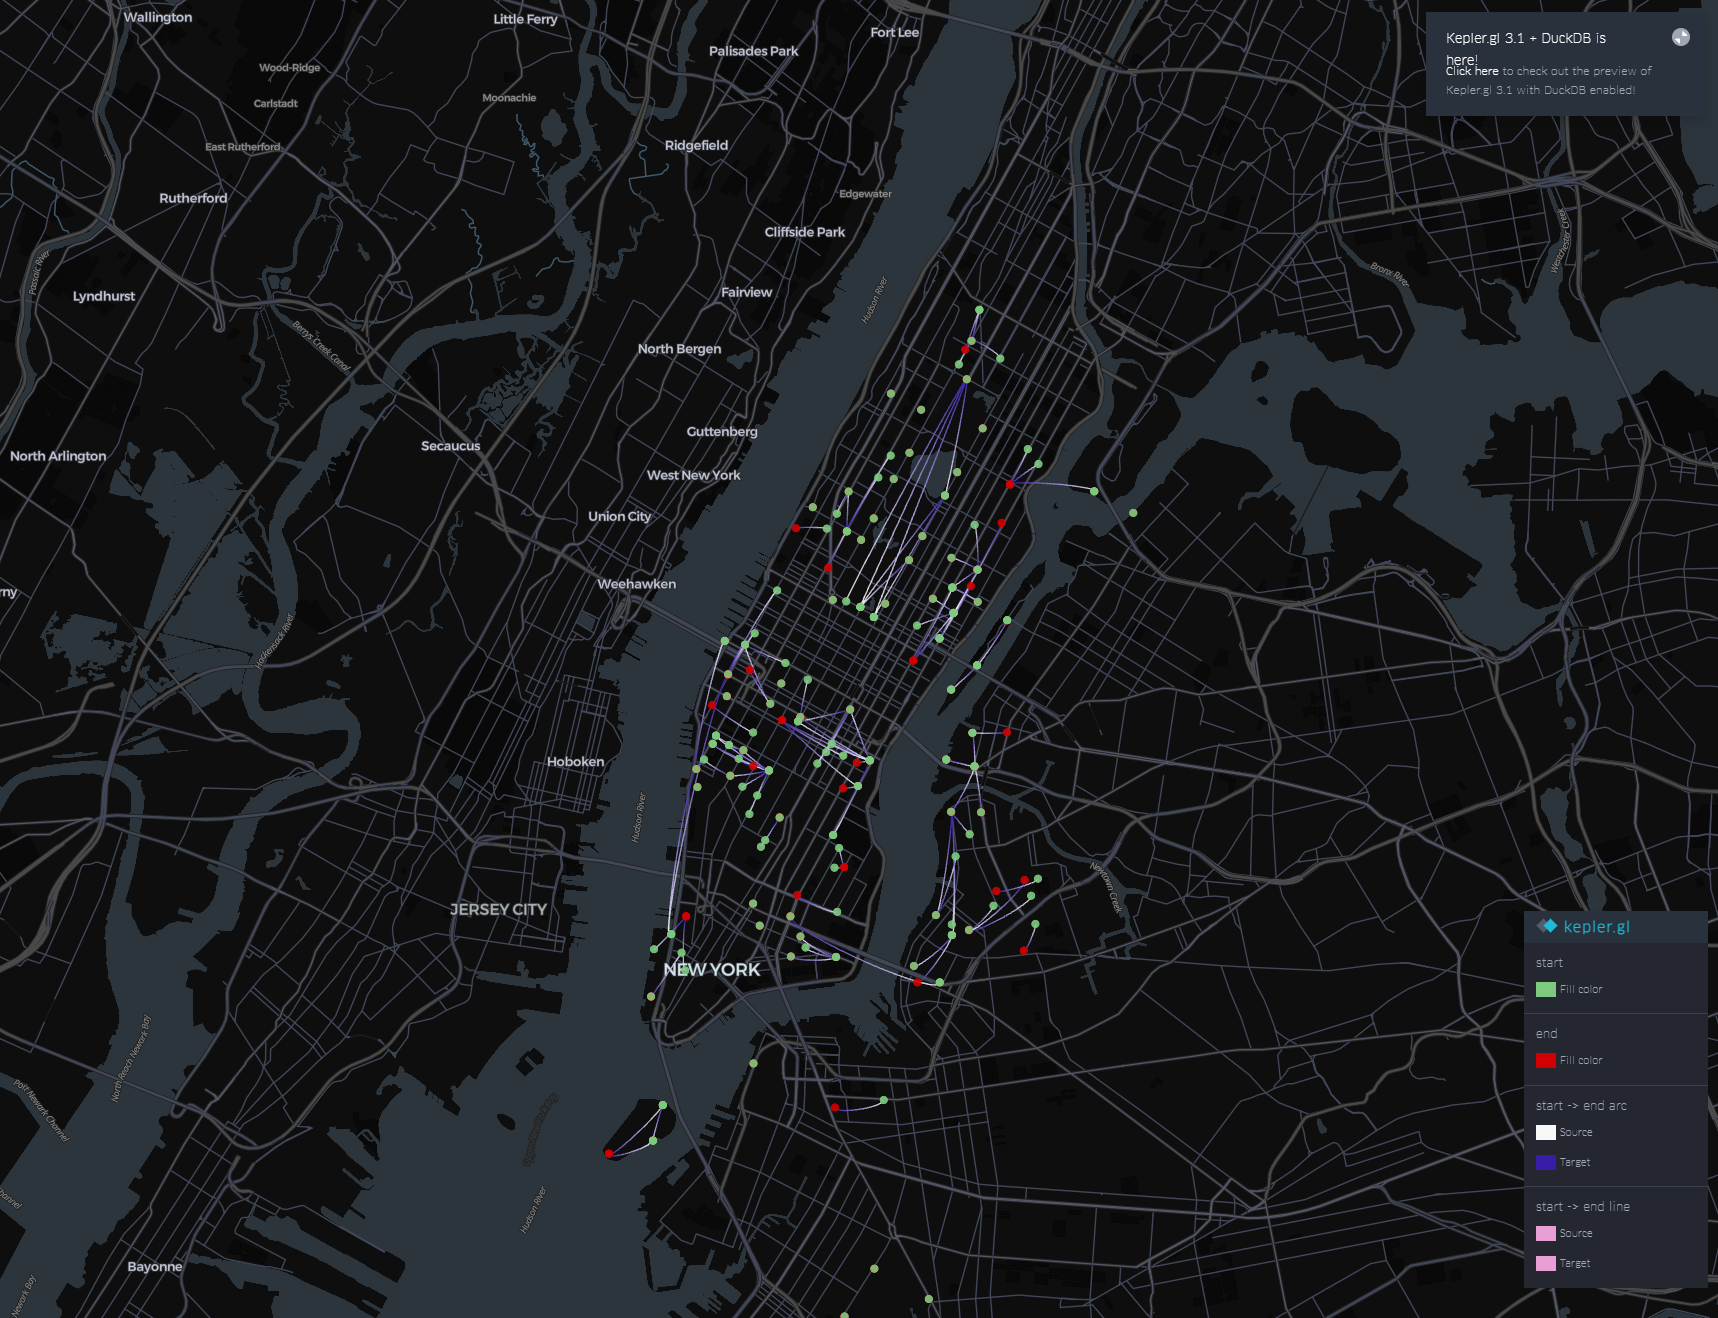 Wallington
Little Ferry
Fort Lee
Palisades Park
Wood-Ridge
Moonachie
Carlstadt
East Rutherford
Ridgefield
Rutherford
Edgewater
Cliffside Park
Kepler.gl 3.1 + DuckDB is
here!
Click here to check out the preview of
Kepler.gl 3.1 with DuckDB enabled!
Passaic River
Lyndhurst
Fairview
Hudson River
Bronx River
Berrys Creek Canal
North Bergen
Guttenberg
Secaucus
North Arlington
West New York
Union City
Weehawken
rny
Hackensack River
Hoboken
Hudson River
Newtown Creek
JERSEY CITY
NEW YORK
North Reach Newark Bay
Port Newark Channel
hannel
Hudson River
Bayonne
Newark Bay
kepler.gl
start
Fill color
end
Fill color
start -> end arc
Source
Target
start -> end line
Source
Target